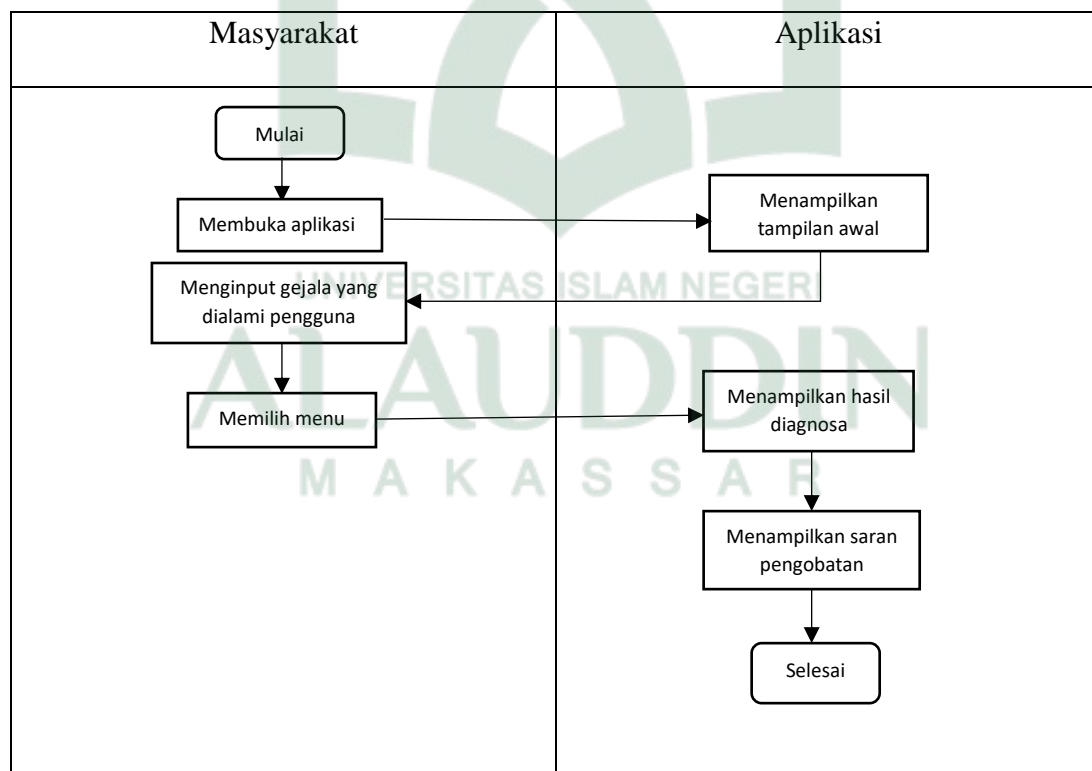 Masyarakat
Aplikasi
Mulai
Membuka aplikasi
Menampilkan
tampilan awal
Menginput gejala yang
dialami pengguna
UNIVERSITAS ISLAM NEGERI
ALAUDDIN
Memilih menu
Menampilkan hasil
diagnosa
MAKASSAR
Menampilkan saran
pengobatan
Selesai